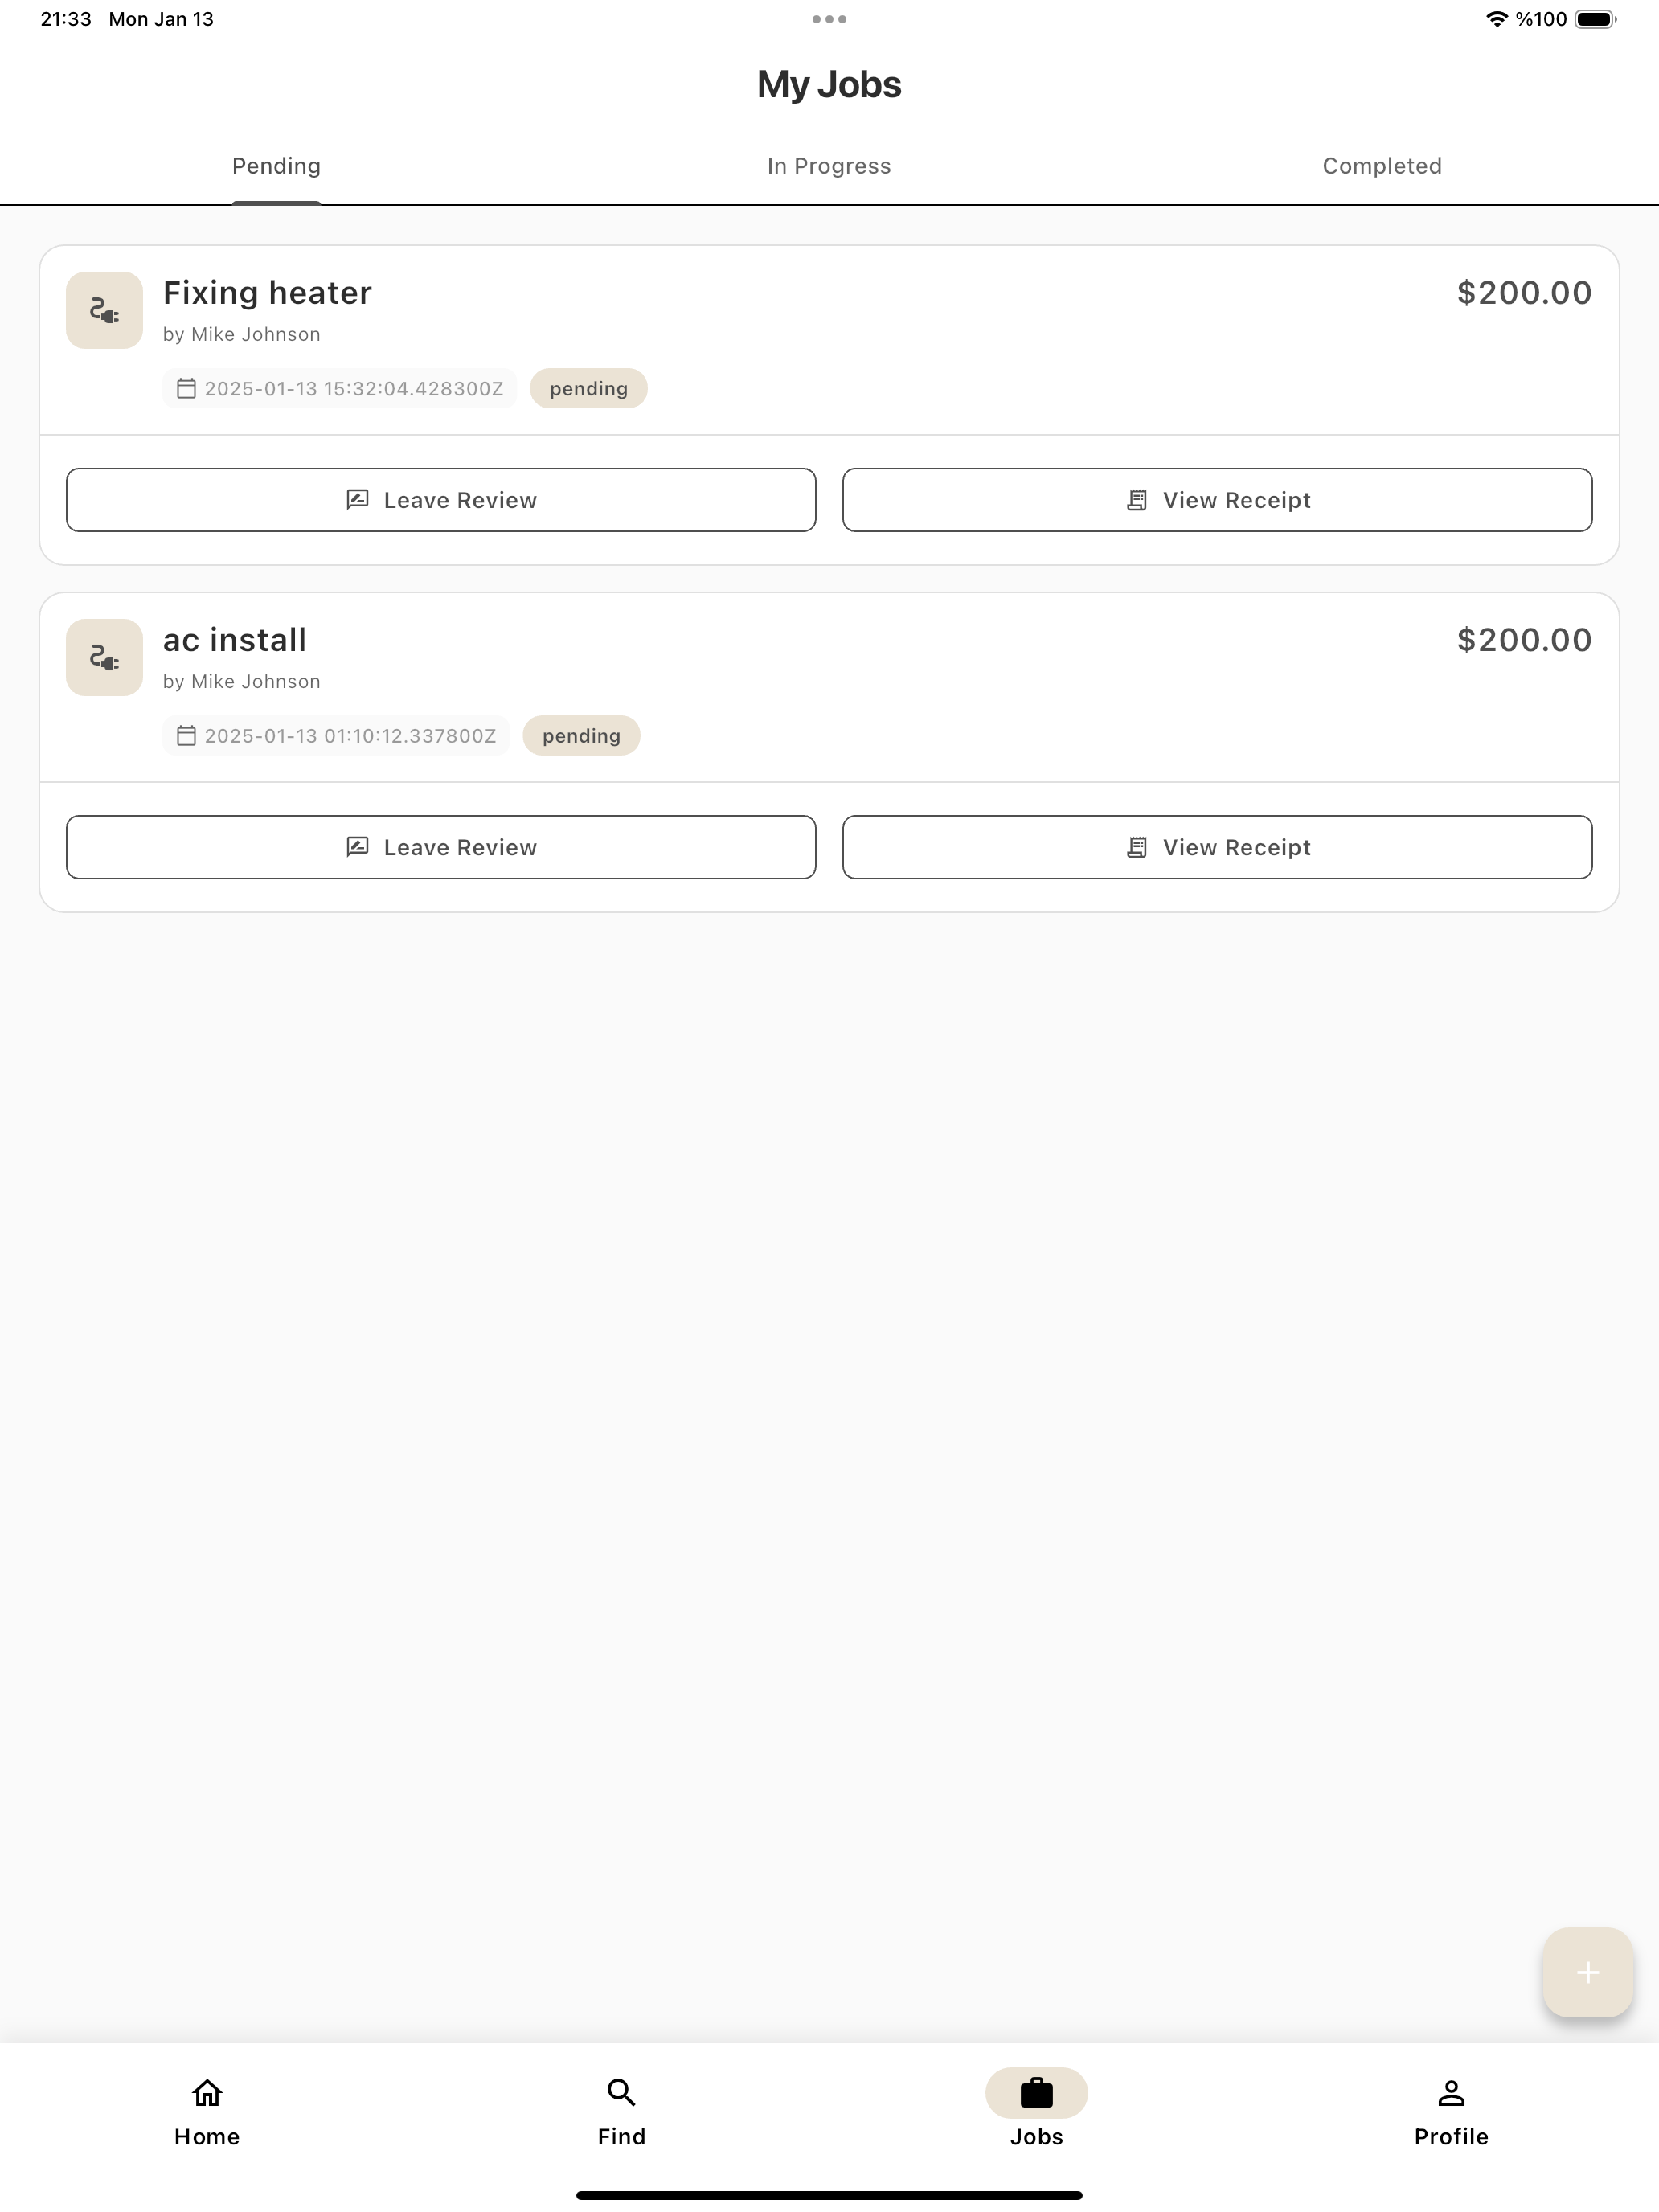 21:33 Mon Jan 13
%100
My Jobs
Pending
In Progress
Completed
Fixing heater
$200.00
by Mike Johnson
2025-01-13 15:32:04.428300Z
pending
Leave Review
View Receipt
ac install
$200.00
by Mike Johnson
2025-01-13 01:10:12.337800Z
pending
Leave Review
View Receipt
Home
Find
Jobs
Profile